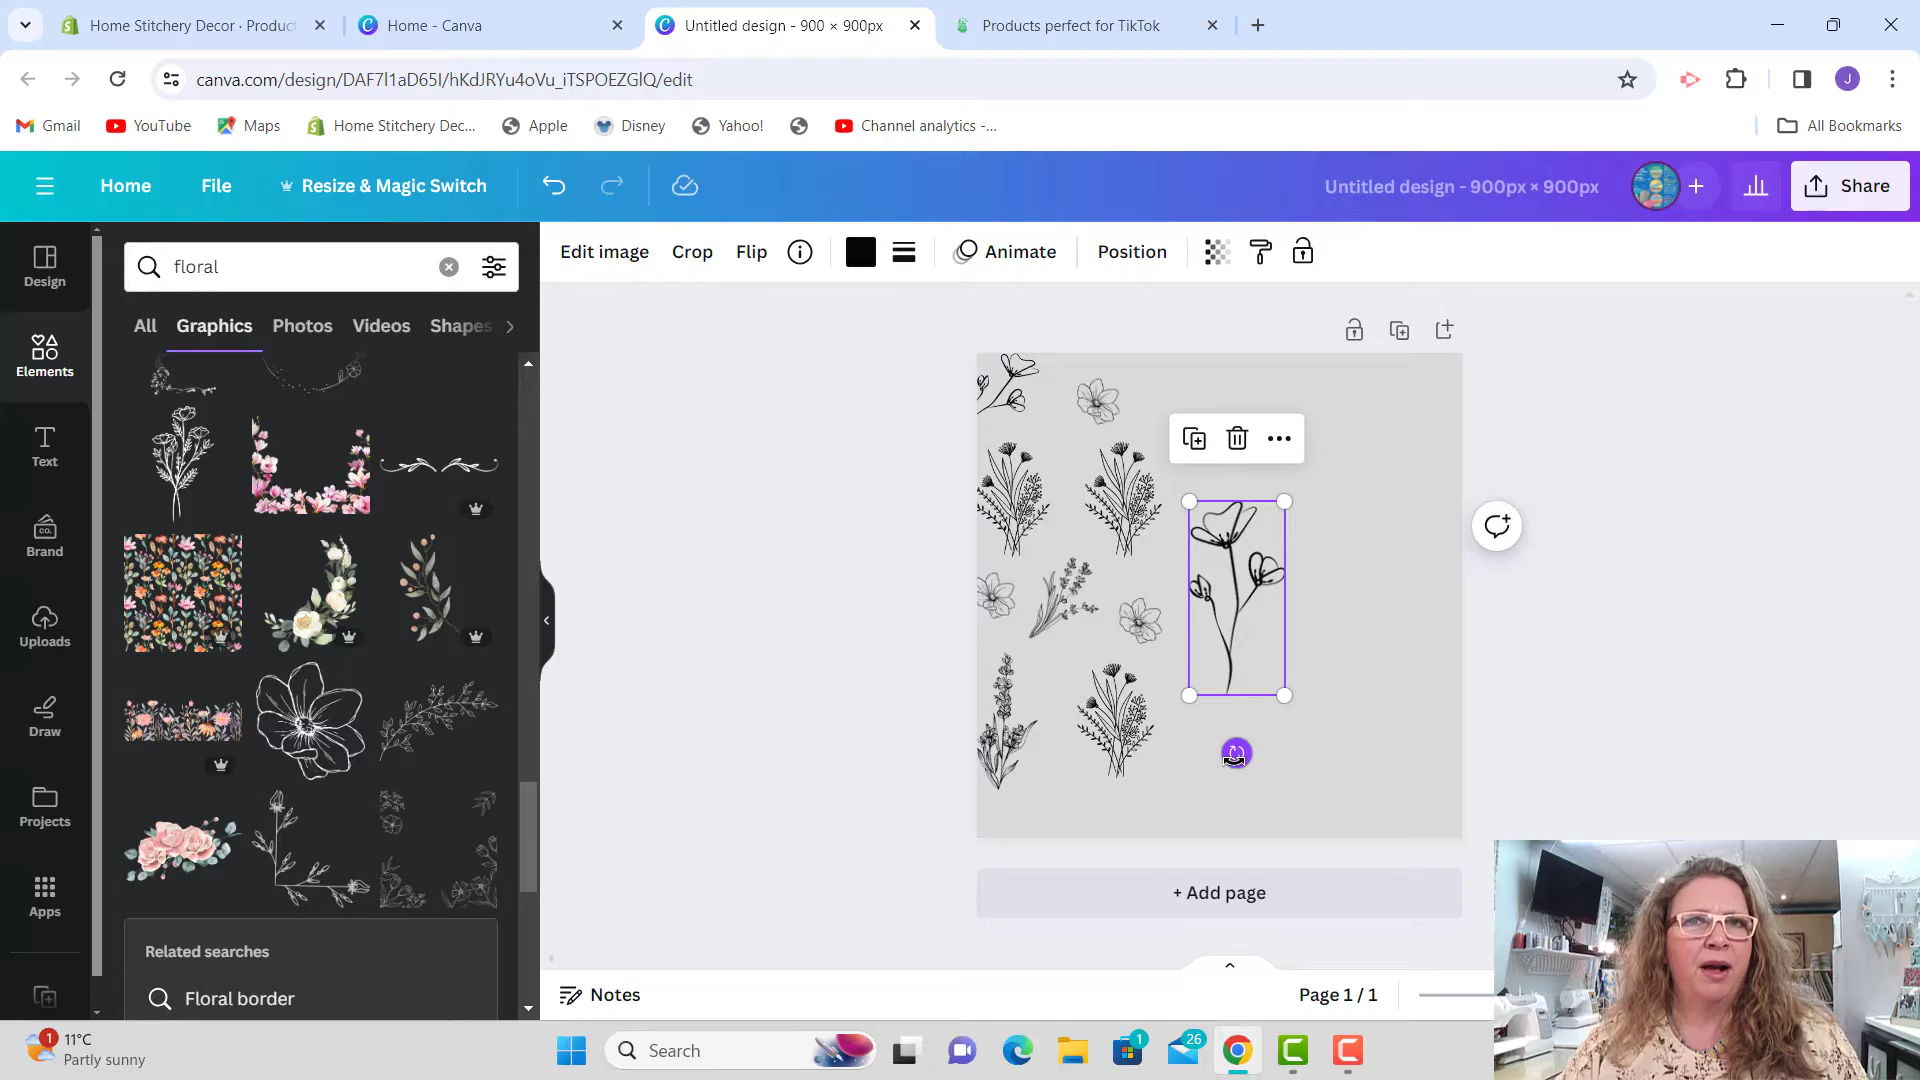 Home Stitchery Decor · Product
Home - Canva
Untitled design - 900 × 900px
Products perfect for TikTok
canva.com/design/DAF7l1aD65I/hKdJRYu4oVu_iTSPOEZGlQ/edit
J
Gmail
YouTube
Maps
Home Stitchery Dec...
Apple
Disney
Yahoo!
Channel analytics -...
All Bookmarks
Home
File
Resize & Magic Switch
Untitled design - 900px × 900px
Share
Design
Elements
Text
Brand
Uploads
Draw
Projects
Apps
floral
All
Graphics
Photos
Videos
Shapes
CO.
Related searches
Floral border
Edit image
Crop
Flip
Animate
Position
+ Add page
Notes
Page 1 / 1
1
11°C
Partly sunny
Search
1
26